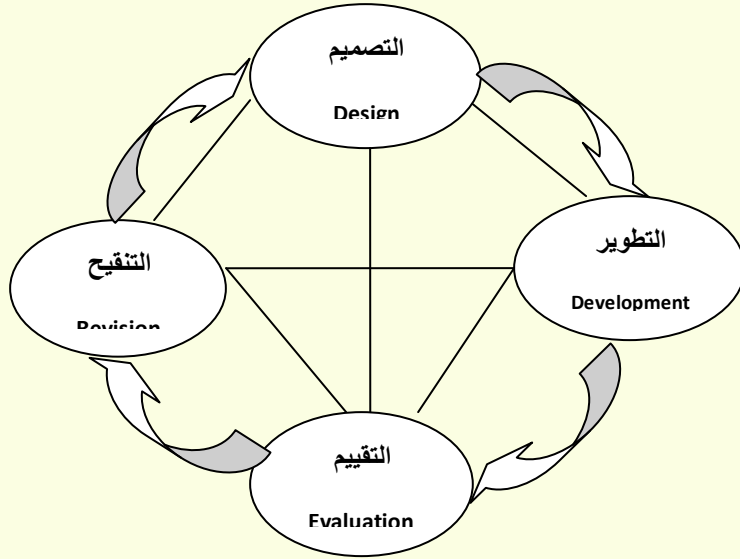 التصميم
Design
التطوير
Development
التقييم
Evaluation
التنقيح
Revision